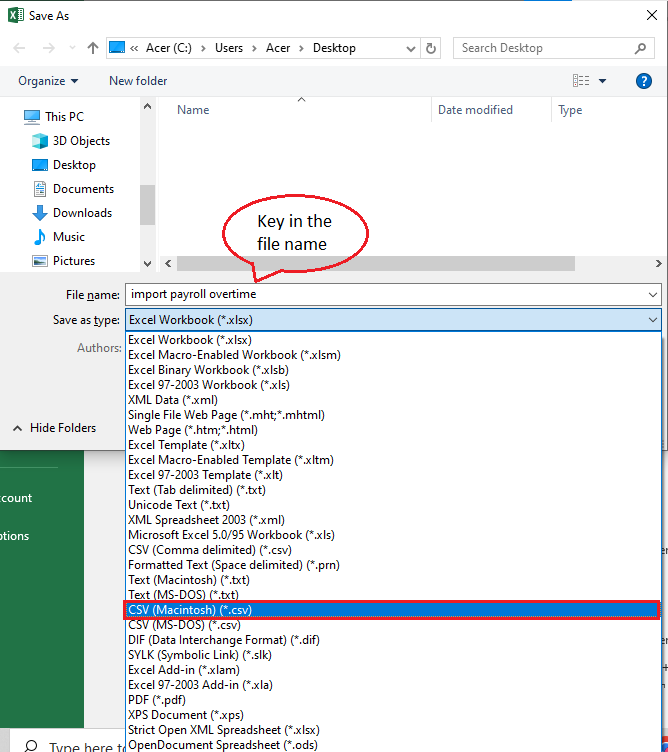 Save As
Acer (C:) › Users › Acer › Desktop
Search Desktop
Organize
New folder
?
This PC
3D Objects
Desktop
Documents
Downloads
Music
Pictures
Name
Date modified
Type
Key in the
file name
File name: import payroll overtime
Save as type: Excel Workbook (*.xlsx)
Authors:
Excel Workbook (*.xlsx)
Excel Macro-Enabled Workbook (*.xlsm)
Excel Binary Workbook (*.xlsb)
Excel 97-2003 Workbook (*.xls)
XML Data (*.xml)
Single File Web Page (*.mht;*.mhtml)
Web Page (*.htm;*.html)
Excel Template (*.xltx)
Excel Macro-Enabled Template (*.xltm)
Excel 97-2003 Template (*.xlt)
Text (Tab delimited) (*.txt)
Unicode Text (*.txt)
XML Spreadsheet 2003 (*.xml)
Microsoft Excel 5.0/95 Workbook (*.xls)
CSV (Comma delimited) (*.csv)
Formatted Text (Space delimited) (*.prn)
Text (Macintosh) (*.txt)
Text (MS-DOS) (*.txt)
CSV (Macintosh) (*.csv)
CSV (MS-DOS) (*.csv)
DIF (Data Interchange Format) (*.dif)
SYLK (Symbolic Link) (*.slk)
Excel Add-in (*.xlam)
Excel 97-2003 Add-in (*.xla)
PDF (*.pdf)
XPS Document (*.xps)
Strict Open XML Spreadsheet (*.xlsx)
OpenDocument Spreadsheet (*.ods)
Hide Folders
count
tions
Type here to